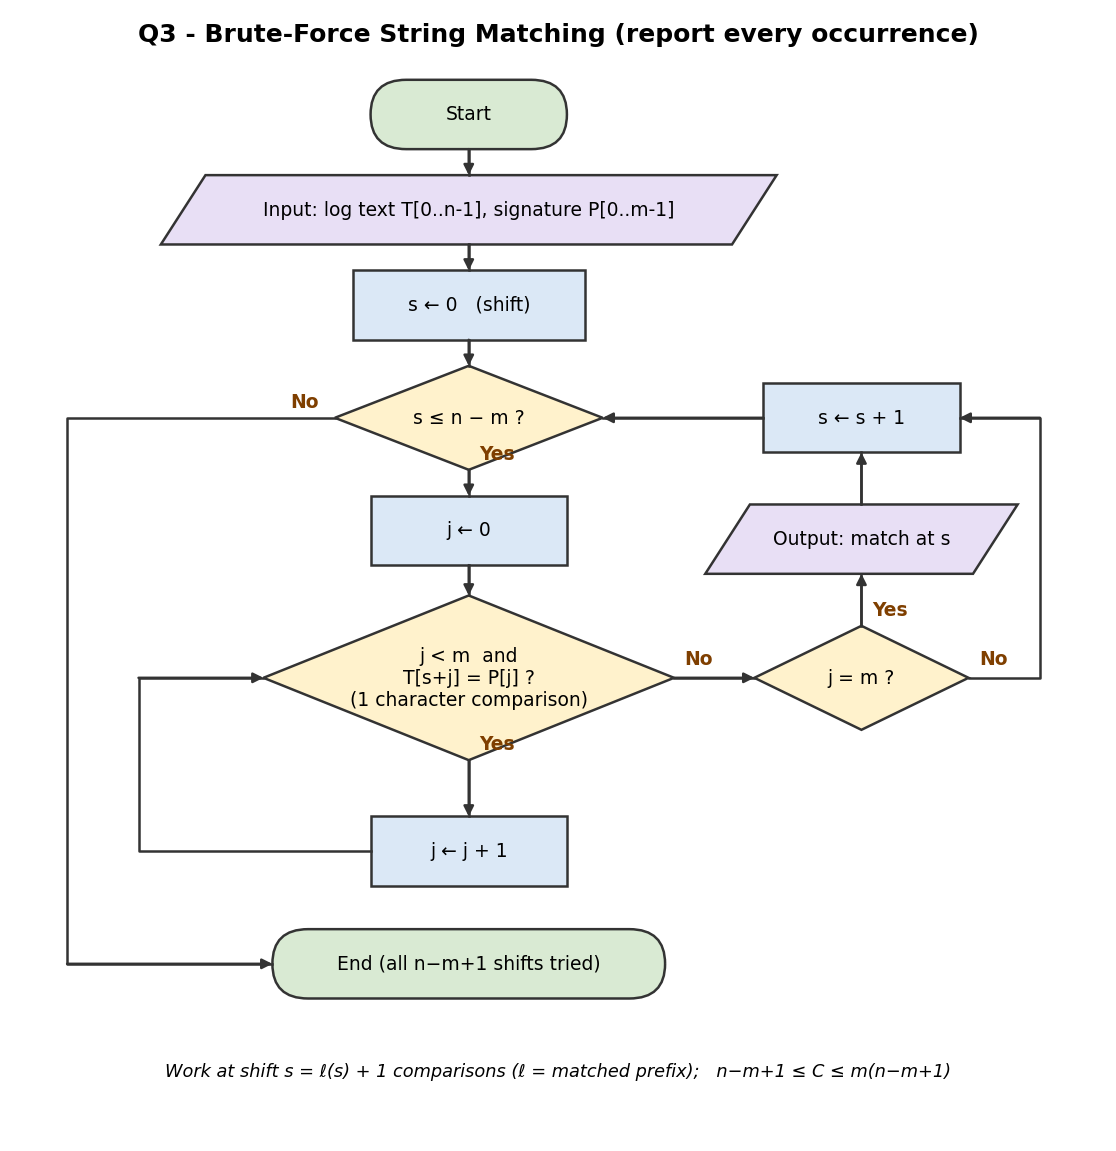 Q3 - Brute-Force String Matching (report every occurrence)
Start
Input: log text T[0..n-1], signature P[0..m-1]
s ← 0   (shift)
No
s ≤ n − m ?
s ← s + 1
Yes
j ← 0
Output: match at s
Yes
j < m  and
T[s+j] = P[j] ?
(1 character comparison)
No
j = m ?
No
Yes
j ← j + 1
End (all n−m+1 shifts tried)
Work at shift s = ℓ(s) + 1 comparisons (ℓ = matched prefix);   n−m+1 ≤ C ≤ m(n−m+1)